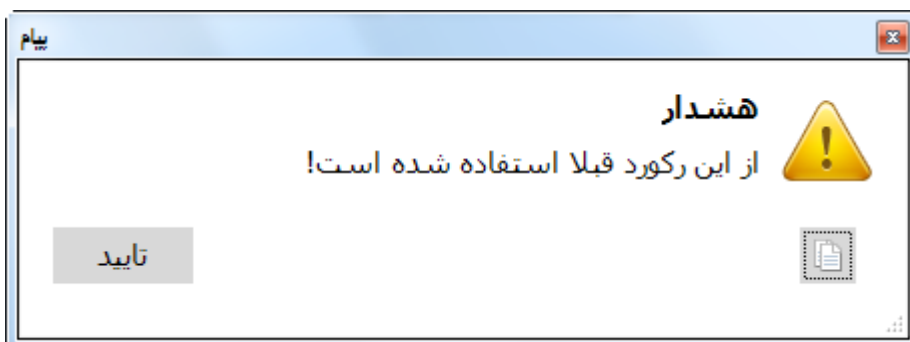 پیام
هشدار
از این رکورد قبلا استفاده شده است!
تایید